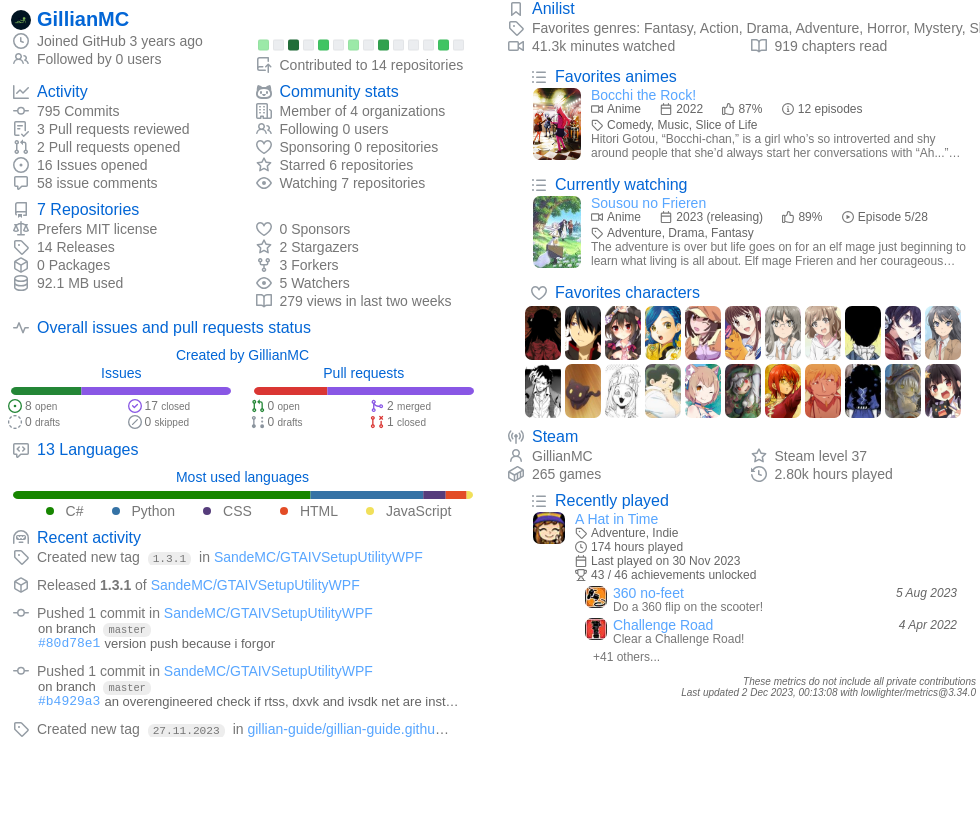 GillianMC
Joined GitHub 3 years ago
Followed by 0 users
Contributed to 14 repositories
Activity
795 Commits
3 Pull requests reviewed
2 Pull requests opened
16 Issues opened
58 issue comments
Community stats
Member of 4 organizations
Following 0 users
Sponsoring 0 repositories
Starred 6 repositories
Watching 7 repositories
7 Repositories
Prefers MIT license
14 Releases
0 Packages
92.1 MB used
0 Sponsors
2 Stargazers
3 Forkers
5 Watchers
279 views in last two weeks
Overall issues and pull requests status
Created by GillianMC
Issues
8 open
17 closed
0 drafts
0 skipped
Pull requests
0 open
2 merged
0 drafts
1 closed
13 Languages
Most used languages
C# Python CSS HTML JavaScript
Recent activity
Created new tag 1.3.1 in SandeMC/GTAIVSetupUtilityWPF
Released 1.3.1 of SandeMC/GTAIVSetupUtilityWPF
Pushed 1 commit in SandeMC/GTAIVSetupUtilityWPF
on branch master
#80d78e1 version push because i forgor
Pushed 1 commit in SandeMC/GTAIVSetupUtilityWPF
on branch master
#b4929a3 an overengineered check if rtss, dxvk and ivsdk net are inst…
Created new tag 27.11.2023 in gillian-guide/gillian-guide.githu…
Anilist
Favorites genres: Fantasy, Action, Drama, Adventure, Horror, Mystery,
41.3k minutes watched
919 chapters read
Favorites animes
Bocchi the Rock!
Anime 2022 87% 12 episodes
Comedy, Music, Slice of Life
Hitori Gotou, “Bocchi-chan,” is a girl who’s so introverted and shy
around people that she’d always start her conversations with “Ah...”…
Currently watching
Sousou no Frieren
Anime 2023 (releasing) 89% Episode 5/28
Adventure, Drama, Fantasy
The adventure is over but life goes on for an elf mage just beginning to
learn what living is all about. Elf mage Frieren and her courageous…
Favorites characters
Steam
GillianMC
Steam level 37
265 games
2.80k hours played
Recently played
A Hat in Time
Adventure, Indie
174 hours played
Last played on 30 Nov 2023
43 / 46 achievements unlocked
360 no-feet 5 Aug 2023
Do a 360 flip on the scooter!
Challenge Road 4 Apr 2022
Clear a Challenge Road!
+41 others...
These metrics do not include all private contributions
Last updated 2 Dec 2023, 00:13:08 with lowlighter/metrics@3.34.0